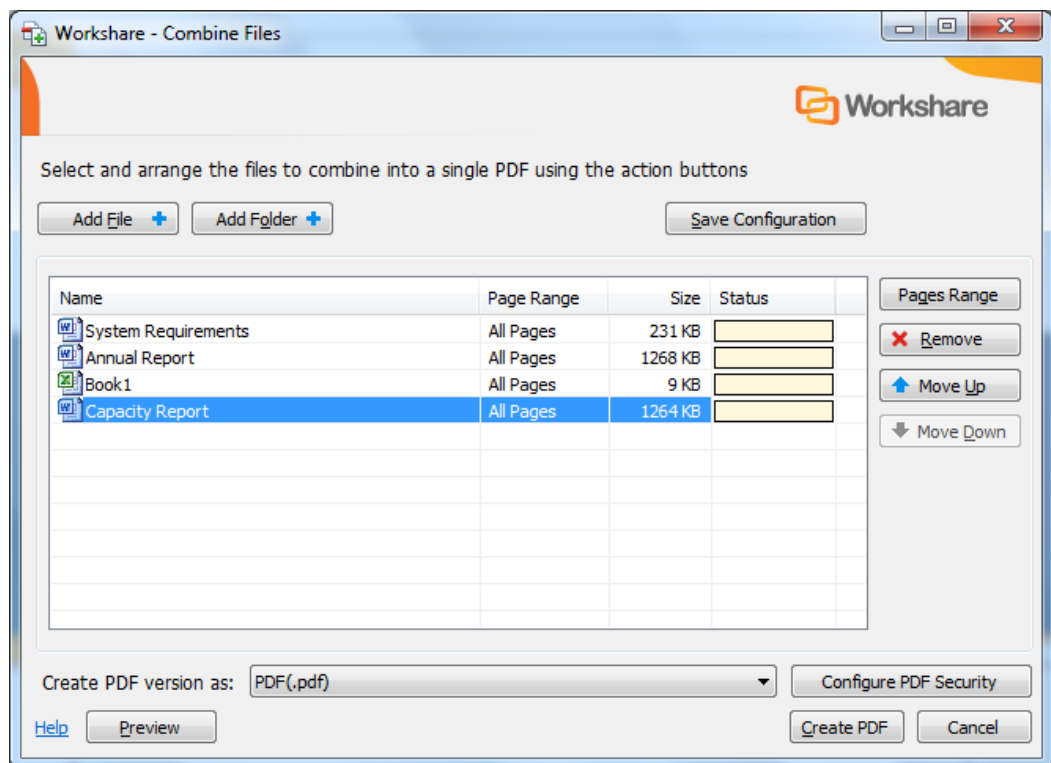 Workshare - Combine Files
Workshare
Select and arrange the files to combine into a single PDF using the action buttons
Add File Add Folder Save Configuration
Name Page Range Size Status Pages Range
System Requirements All Pages 231 KB
Remove
Annual Report All Pages 1268 KB
Book1 All Pages 9 KB
Move Up
Capacity Report All Pages 1264 KB
Move Down
Create PDF version as: PDF(.pdf) Configure PDF Security
Help Preview Create PDF Cancel